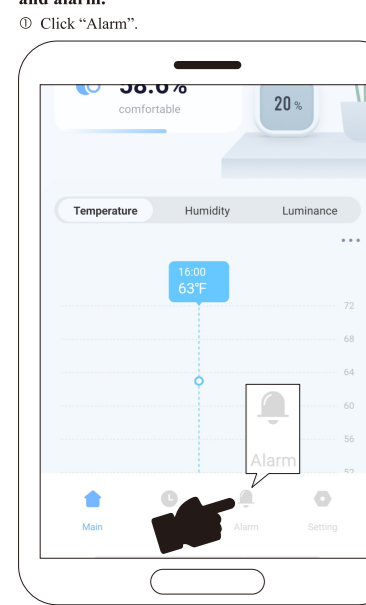 and alarm.
① Click “Alarm”.
58.6%
comfortable
20 %
Temperature Humidity Luminance
16:00
63°F
72
68
64
60
56
52
Alarm
Main Alarm Setting